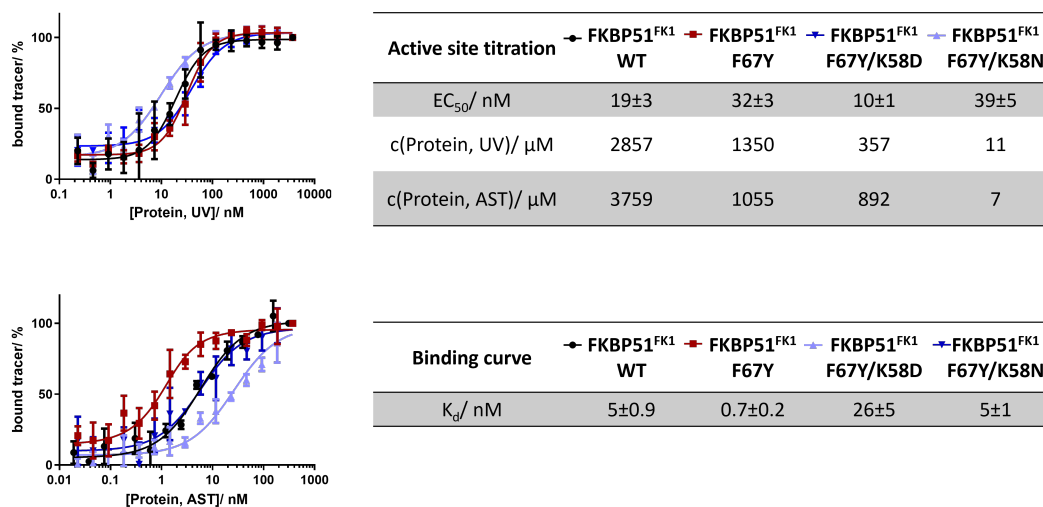 100
50
0
bound tracer/ %
0.1 1 10 100 1000 10000
[Protein, UV]/ nM
Active site titration FKBP51FK1 WT FKBP51FK1 F67Y FKBP51FK1 F67Y/K58D FKBP51FK1 F67Y/K58N
EC50/ nM 19±3 32±3 10±1 39±5
c(Protein, UV)/ µM 2857 1350 357 11
c(Protein, AST)/ µM 3759 1055 892 7
100
50
0
bound tracer/ %
0.01 0.1 1 10 100 1000
[Protein, AST]/ nM
Binding curve FKBP51FK1 WT FKBP51FK1 F67Y FKBP51FK1 F67Y/K58D FKBP51FK1 F67Y/K58N
Kd/ nM 5±0.9 0.7±0.2 26±5 5±1